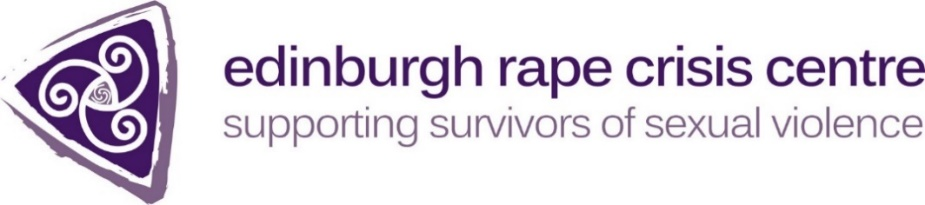 edinburgh rape crisis centre
supporting survivors of sexual violence